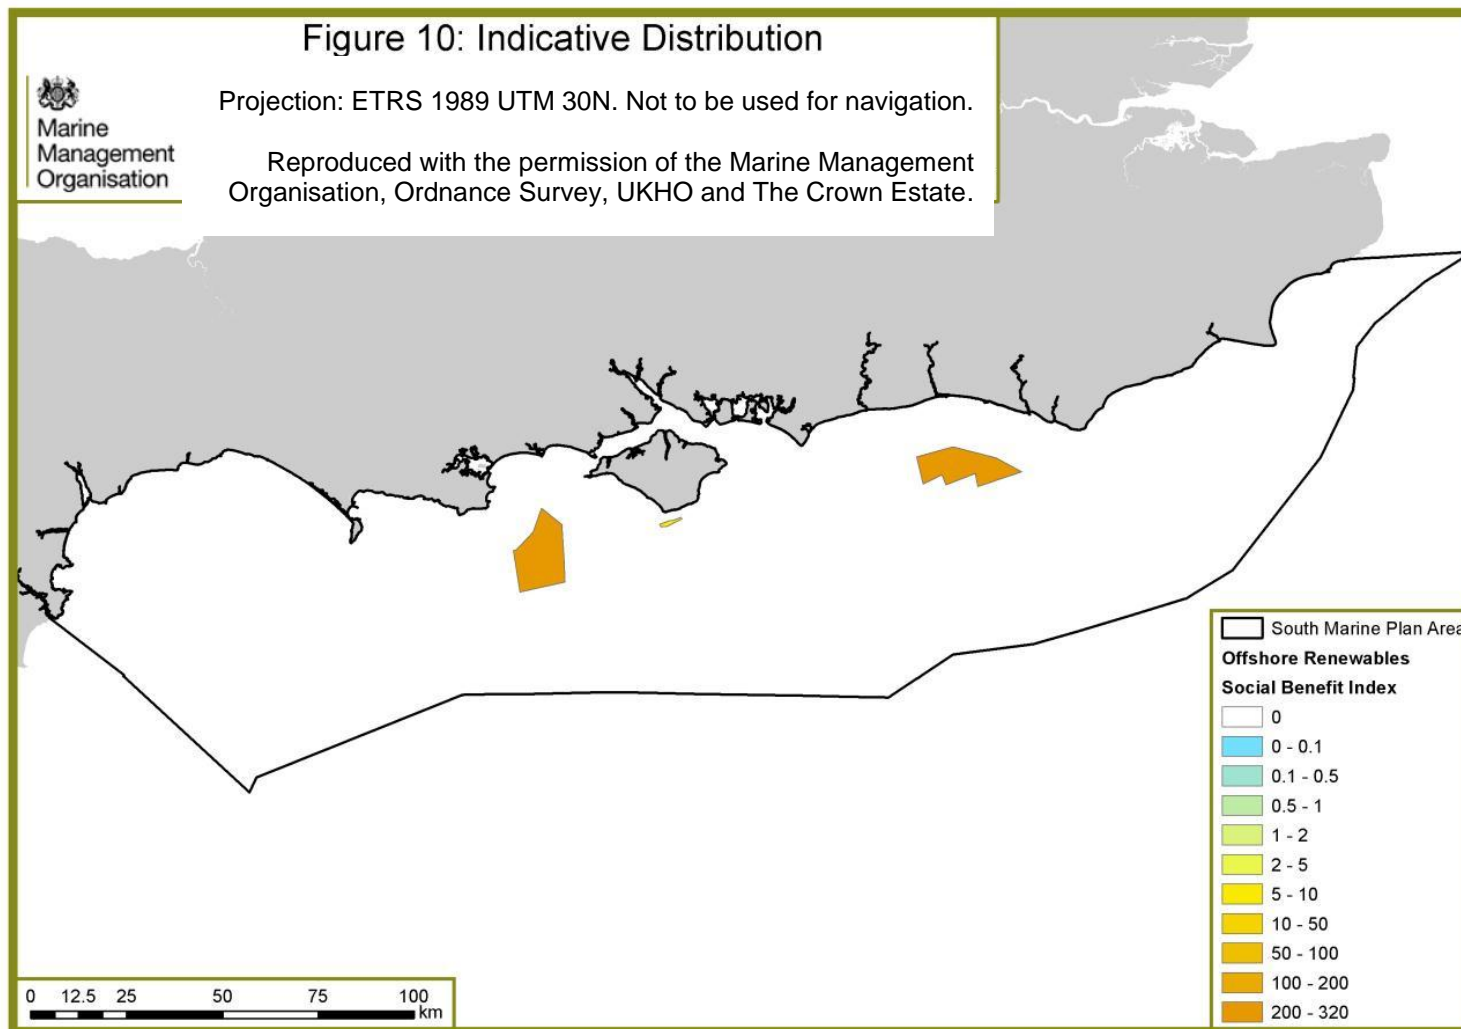 Figure 10: Indicative Distribution
Marine
Management
Organisation
Projection: ETRS 1989 UTM 30N. Not to be used for navigation.
Reproduced with the permission of the Marine Management
Organisation, Ordnance Survey, UKHO and The Crown Estate.
South Marine Plan Area
Offshore Renewables
Social Benefit Index
0
0 - 0.1
0.1 - 0.5
0.5 - 1
1 - 2
2 - 5
5 - 10
10 - 50
50 - 100
100 - 200
200 - 320
0 12.5 25 50 75 100
km